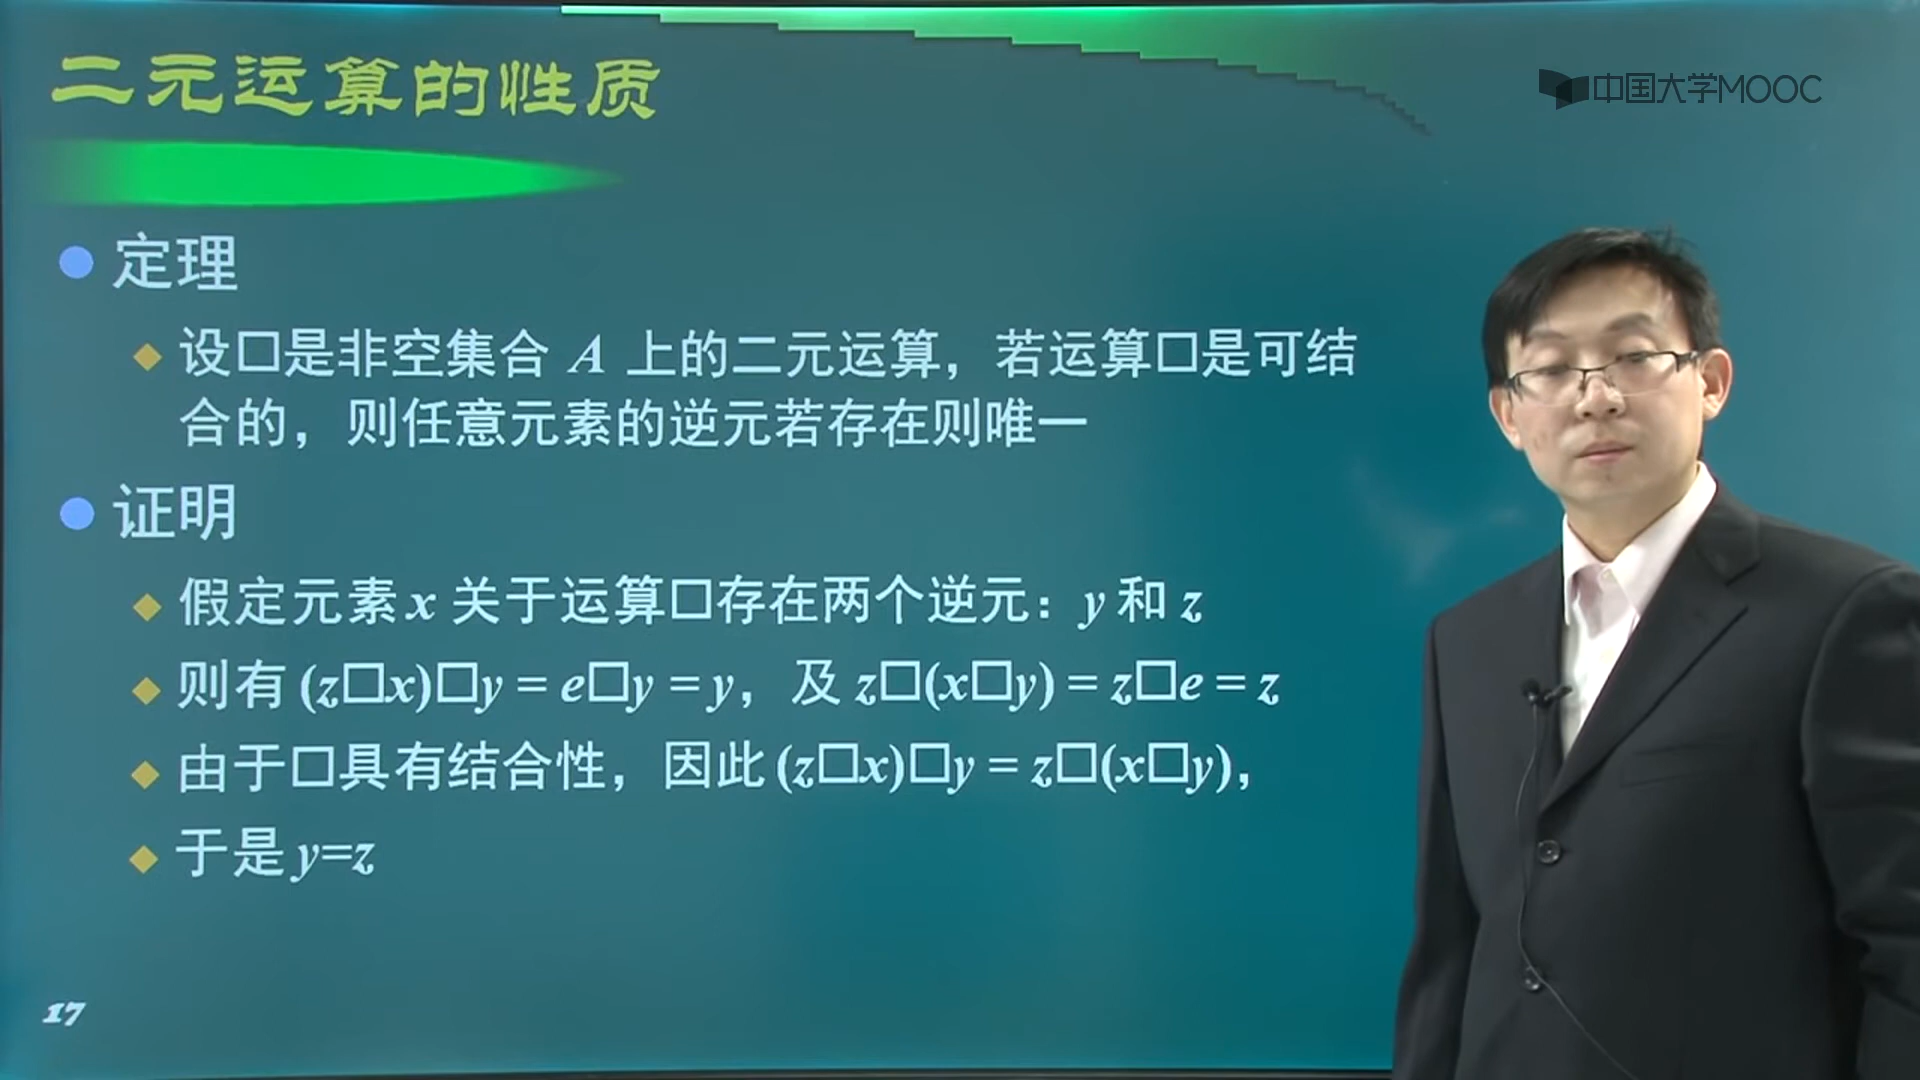 二元运算的性质
中国大学MOOC
定理
设□是非空集合 A 上的二元运算，若运算□是可结
合的，则任意元素的逆元若存在则唯一
证明
假定元素 x 关于运算□存在两个逆元：y 和 z
则有 (z□x)□y = e□y = y，及 z□(x□y) = z□e = z
由于□具有结合性，因此 (z□x)□y = z□(x□y)，
于是 y=z
17